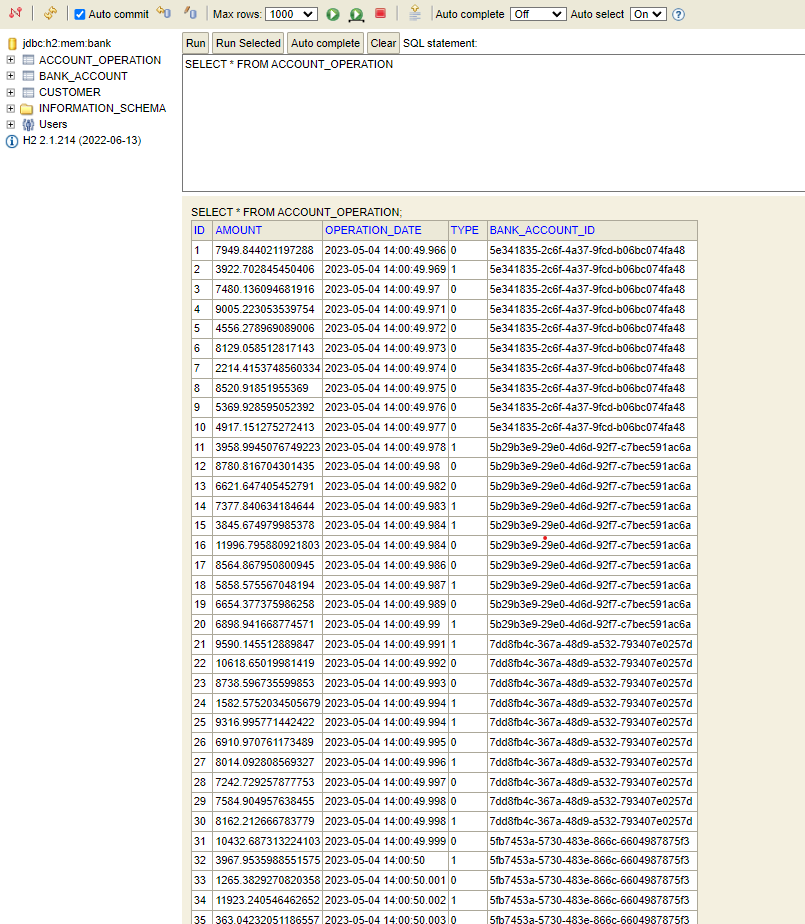 Auto commit Max rows: 1000 Auto complete Off Auto select On
jdbc:h2:mem:bank
ACCOUNT_OPERATION
BANK_ACCOUNT
CUSTOMER
INFORMATION_SCHEMA
Users
H2 2.1.214 (2022-06-13)
Run Run Selected Auto complete Clear SQL statement:
SELECT * FROM ACCOUNT_OPERATION
SELECT * FROM ACCOUNT_OPERATION;
ID AMOUNT OPERATION_DATE TYPE BANK_ACCOUNT_ID
1 7949.844021197288 2023-05-04 14:00:49.966 0 5e341835-2c6f-4a37-9fcd-b06bc074fa48
2 3922.702845450406 2023-05-04 14:00:49.969 1 5e341835-2c6f-4a37-9fcd-b06bc074fa48
3 7480.136094681916 2023-05-04 14:00:49.97 0 5e341835-2c6f-4a37-9fcd-b06bc074fa48
4 9005.223053539754 2023-05-04 14:00:49.971 0 5e341835-2c6f-4a37-9fcd-b06bc074fa48
5 4556.278969089006 2023-05-04 14:00:49.972 0 5e341835-2c6f-4a37-9fcd-b06bc074fa48
6 8129.058512817143 2023-05-04 14:00:49.973 0 5e341835-2c6f-4a37-9fcd-b06bc074fa48
7 2214.4153748560334 2023-05-04 14:00:49.974 0 5e341835-2c6f-4a37-9fcd-b06bc074fa48
8 8520.91851955369 2023-05-04 14:00:49.975 0 5e341835-2c6f-4a37-9fcd-b06bc074fa48
9 5369.928595052392 2023-05-04 14:00:49.976 0 5e341835-2c6f-4a37-9fcd-b06bc074fa48
10 4917.151275272413 2023-05-04 14:00:49.977 0 5e341835-2c6f-4a37-9fcd-b06bc074fa48
11 3958.9945076749223 2023-05-04 14:00:49.978 1 5b29b3e9-29e0-4d6d-92f7-c7bec591ac6a
12 8780.816704301435 2023-05-04 14:00:49.98 0 5b29b3e9-29e0-4d6d-92f7-c7bec591ac6a
13 6621.647405452791 2023-05-04 14:00:49.982 0 5b29b3e9-29e0-4d6d-92f7-c7bec591ac6a
14 7377.840634184644 2023-05-04 14:00:49.983 1 5b29b3e9-29e0-4d6d-92f7-c7bec591ac6a
15 3845.674979985378 2023-05-04 14:00:49.984 1 5b29b3e9-29e0-4d6d-92f7-c7bec591ac6a
16 11996.795880921803 2023-05-04 14:00:49.984 0 5b29b3e9-29e0-4d6d-92f7-c7bec591ac6a
17 8564.867950800945 2023-05-04 14:00:49.986 0 5b29b3e9-29e0-4d6d-92f7-c7bec591ac6a
18 5858.575567048194 2023-05-04 14:00:49.987 1 5b29b3e9-29e0-4d6d-92f7-c7bec591ac6a
19 6654.377375986258 2023-05-04 14:00:49.989 0 5b29b3e9-29e0-4d6d-92f7-c7bec591ac6a
20 6898.941668774571 2023-05-04 14:00:49.99 1 5b29b3e9-29e0-4d6d-92f7-c7bec591ac6a
21 9590.145512889847 2023-05-04 14:00:49.991 1 7dd8fb4c-367a-48d9-a532-793407e0257d
22 10618.65019981419 2023-05-04 14:00:49.992 0 7dd8fb4c-367a-48d9-a532-793407e0257d
23 8738.596735599853 2023-05-04 14:00:49.993 0 7dd8fb4c-367a-48d9-a532-793407e0257d
24 1582.5752034505679 2023-05-04 14:00:49.994 1 7dd8fb4c-367a-48d9-a532-793407e0257d
25 9316.995771442422 2023-05-04 14:00:49.994 1 7dd8fb4c-367a-48d9-a532-793407e0257d
26 6910.970761173489 2023-05-04 14:00:49.995 0 7dd8fb4c-367a-48d9-a532-793407e0257d
27 8014.092808569327 2023-05-04 14:00:49.996 1 7dd8fb4c-367a-48d9-a532-793407e0257d
28 7242.729257877753 2023-05-04 14:00:49.997 0 7dd8fb4c-367a-48d9-a532-793407e0257d
29 7584.904957638455 2023-05-04 14:00:49.998 0 7dd8fb4c-367a-48d9-a532-793407e0257d
30 8162.212666783779 2023-05-04 14:00:49.998 1 7dd8fb4c-367a-48d9-a532-793407e0257d
31 10432.687313224103 2023-05-04 14:00:49.999 0 5fb7453a-5730-483e-866c-6604987875f3
32 3967.9535988551575 2023-05-04 14:00:50 1 5fb7453a-5730-483e-866c-6604987875f3
33 1265.3829270820358 2023-05-04 14:00:50.001 0 5fb7453a-5730-483e-866c-6604987875f3
34 11923.240546462652 2023-05-04 14:00:50.002 1 5fb7453a-5730-483e-866c-6604987875f3
35 363.04232051186557 2023-05-04 14:00:50.003 0 5fb7453a-5730-483e-866c-6604987875f3